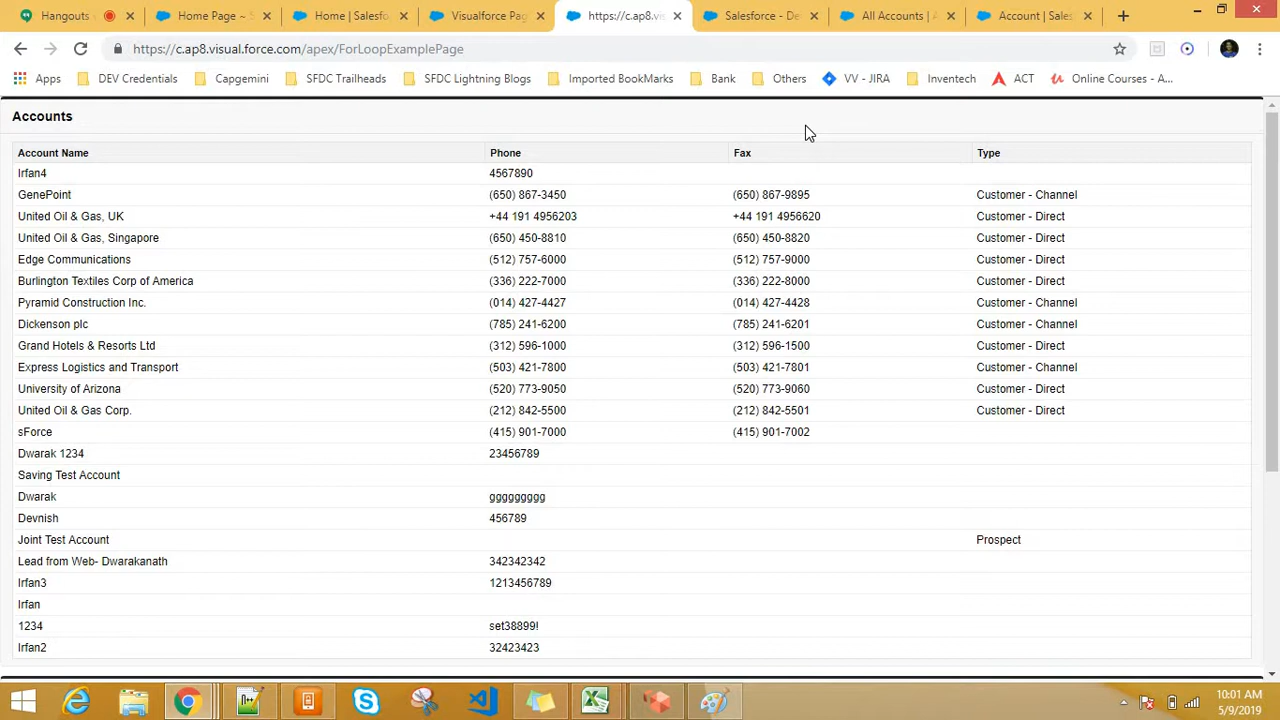 Hangouts
Home Page ~ S
Home | Salesfo
Visualforce Pag
https://c.ap8.vis
Salesforce - De
All Accounts | A
Account | Sales
https://c.ap8.visual.force.com/apex/ForLoopExamplePage
Apps
DEV Credentials
Capgemini
SFDC Trailheads
SFDC Lightning Blogs
Imported BookMarks
Bank
Others
VV - JIRA
Inventech
ACT
Online Courses - A...
Accounts
Account Name Phone Fax Type
Irfan4 4567890
GenePoint (650) 867-3450 (650) 867-9895 Customer - Channel
United Oil & Gas, UK +44 191 4956203 +44 191 4956620 Customer - Direct
United Oil & Gas, Singapore (650) 450-8810 (650) 450-8820 Customer - Direct
Edge Communications (512) 757-6000 (512) 757-9000 Customer - Direct
Burlington Textiles Corp of America (336) 222-7000 (336) 222-8000 Customer - Direct
Pyramid Construction Inc. (014) 427-4427 (014) 427-4428 Customer - Channel
Dickenson plc (785) 241-6200 (785) 241-6201 Customer - Channel
Grand Hotels & Resorts Ltd (312) 596-1000 (312) 596-1500 Customer - Direct
Express Logistics and Transport (503) 421-7800 (503) 421-7801 Customer - Channel
University of Arizona (520) 773-9050 (520) 773-9060 Customer - Direct
United Oil & Gas Corp. (212) 842-5500 (212) 842-5501 Customer - Direct
sForce (415) 901-7000 (415) 901-7002
Dwarak 1234 23456789
Saving Test Account
Dwarak ggggggggg
Devnish 456789
Joint Test Account Prospect
Lead from Web- Dwarakanath 342342342
Irfan3 1213456789
Irfan
1234 set38899!
Irfan2 32423423
10:01 AM
5/9/2019